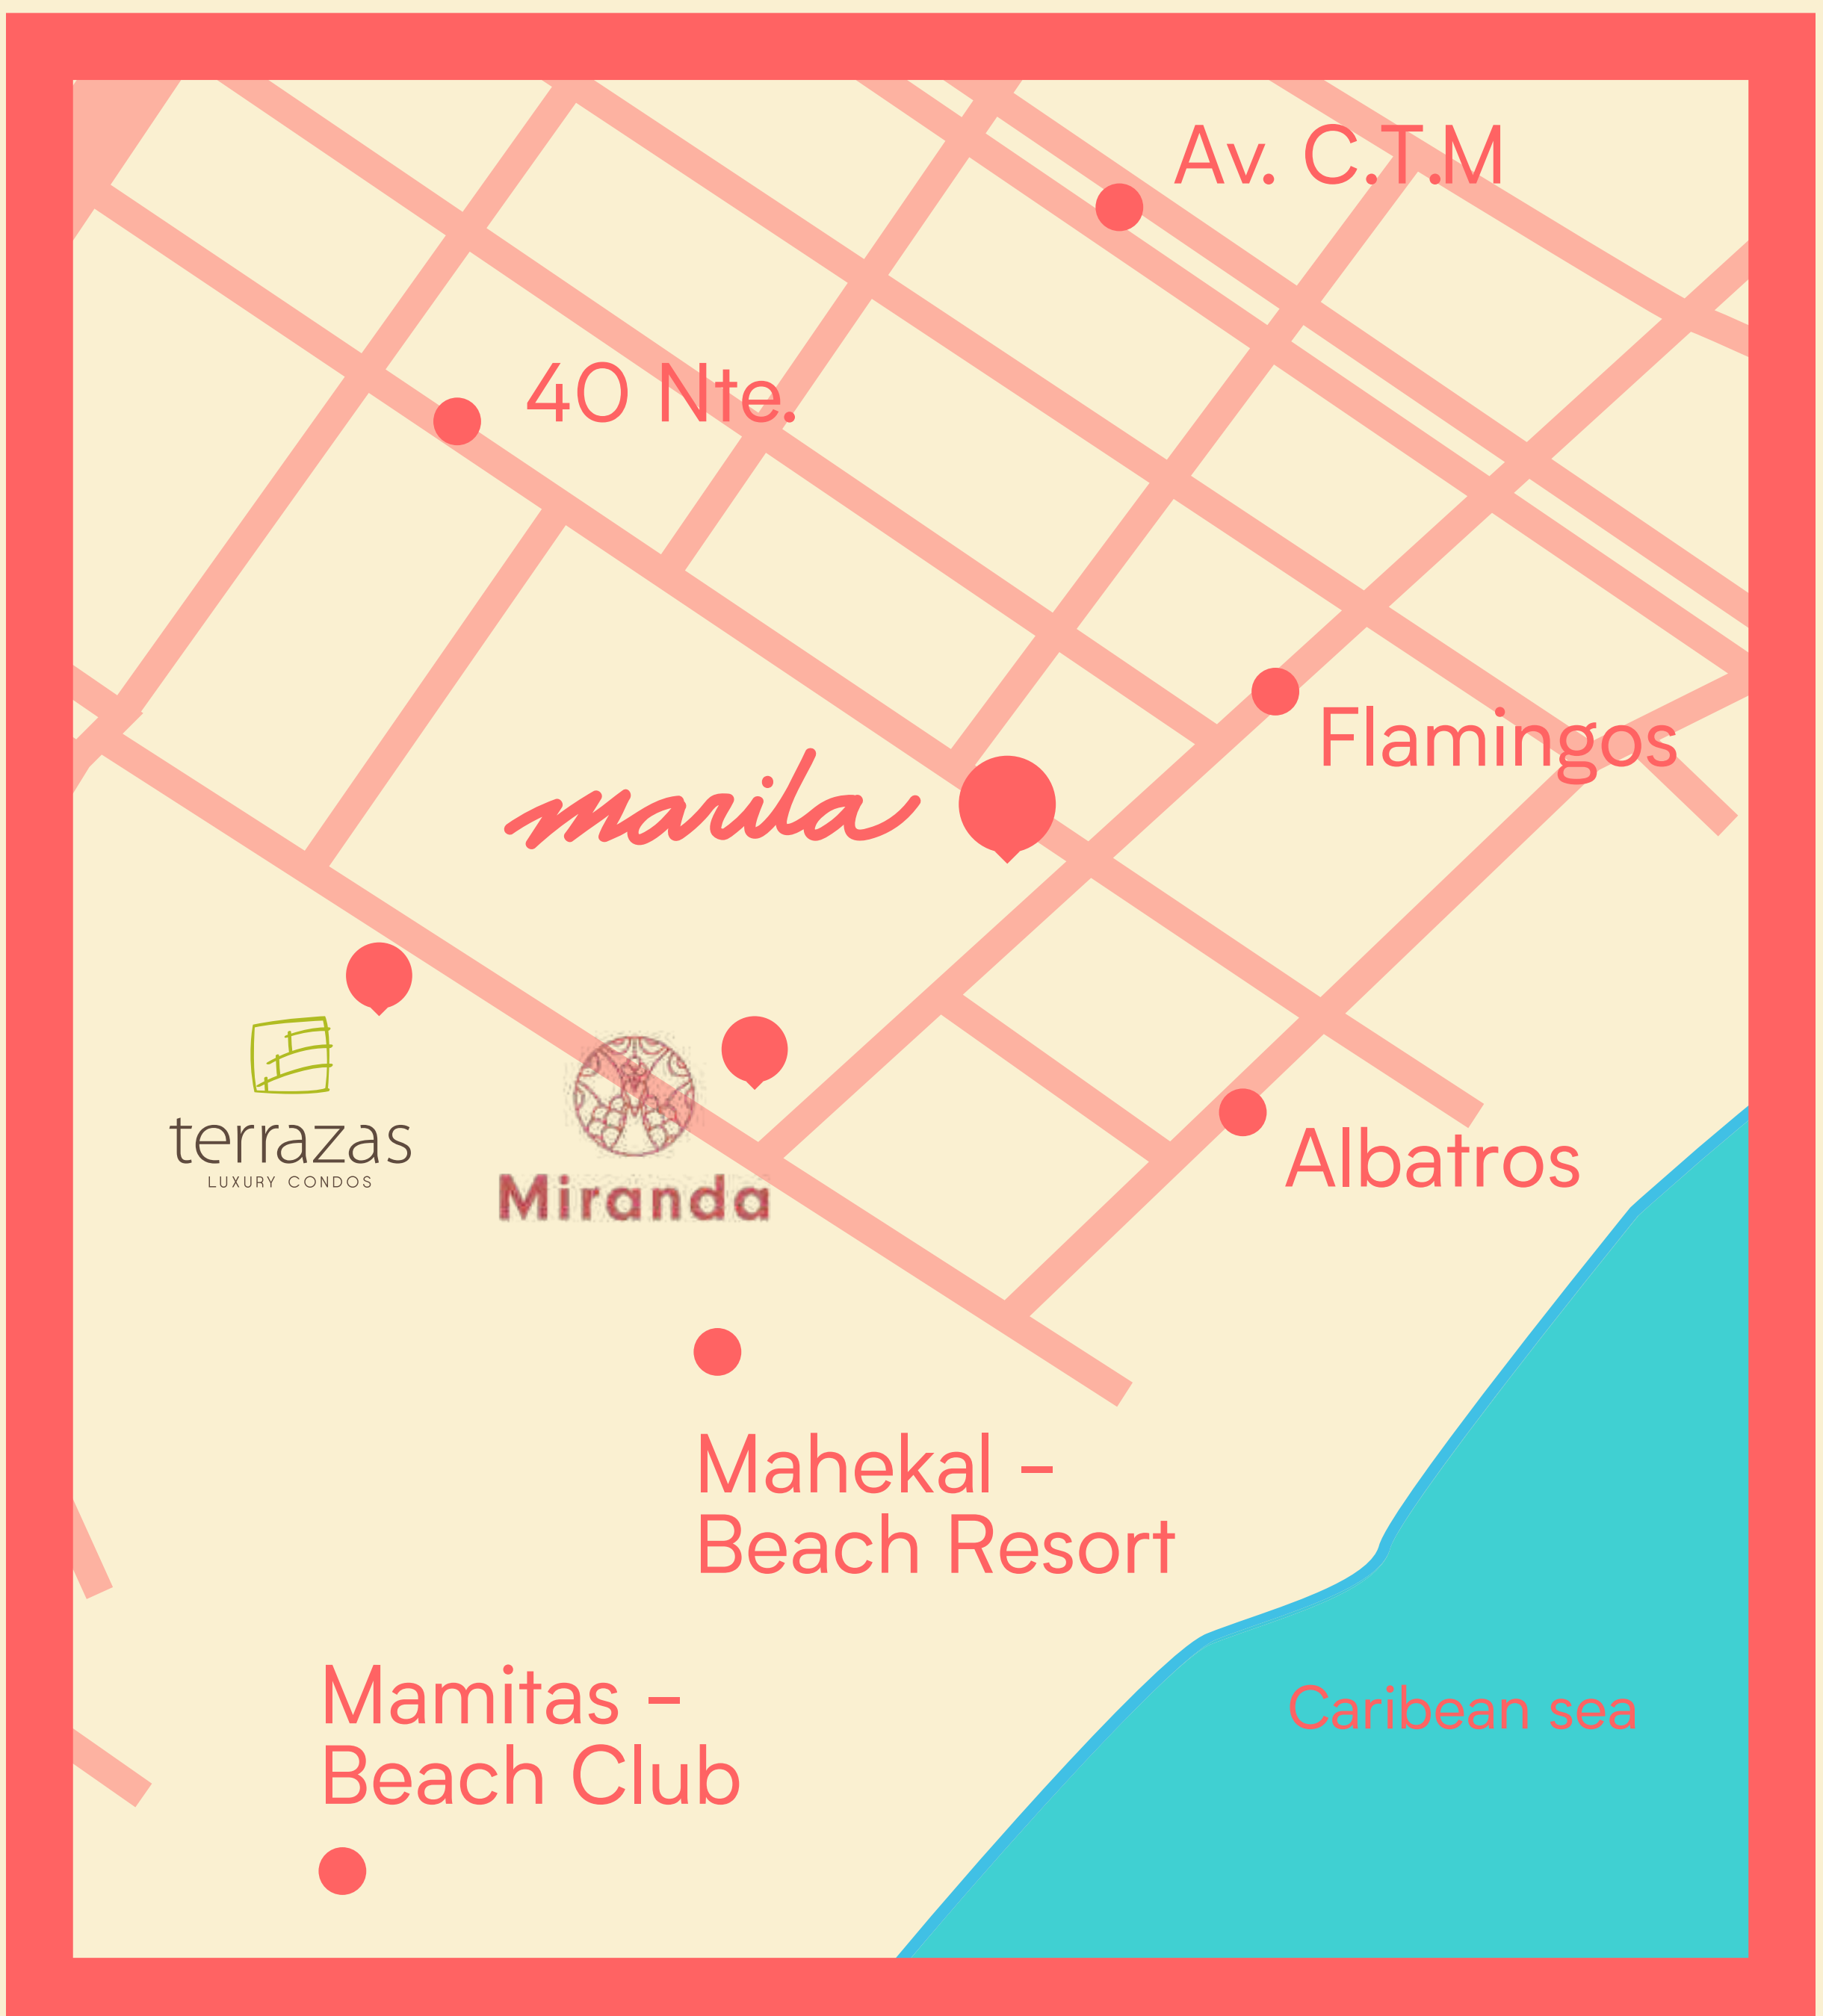 Av. C.T.M
40 Nte.
Flamingos
marila
terrazas
LUXURY CONDOS
Miranda
Albatros
Mahekal -
Beach Resort
Mamitas -
Beach Club
Caribean sea